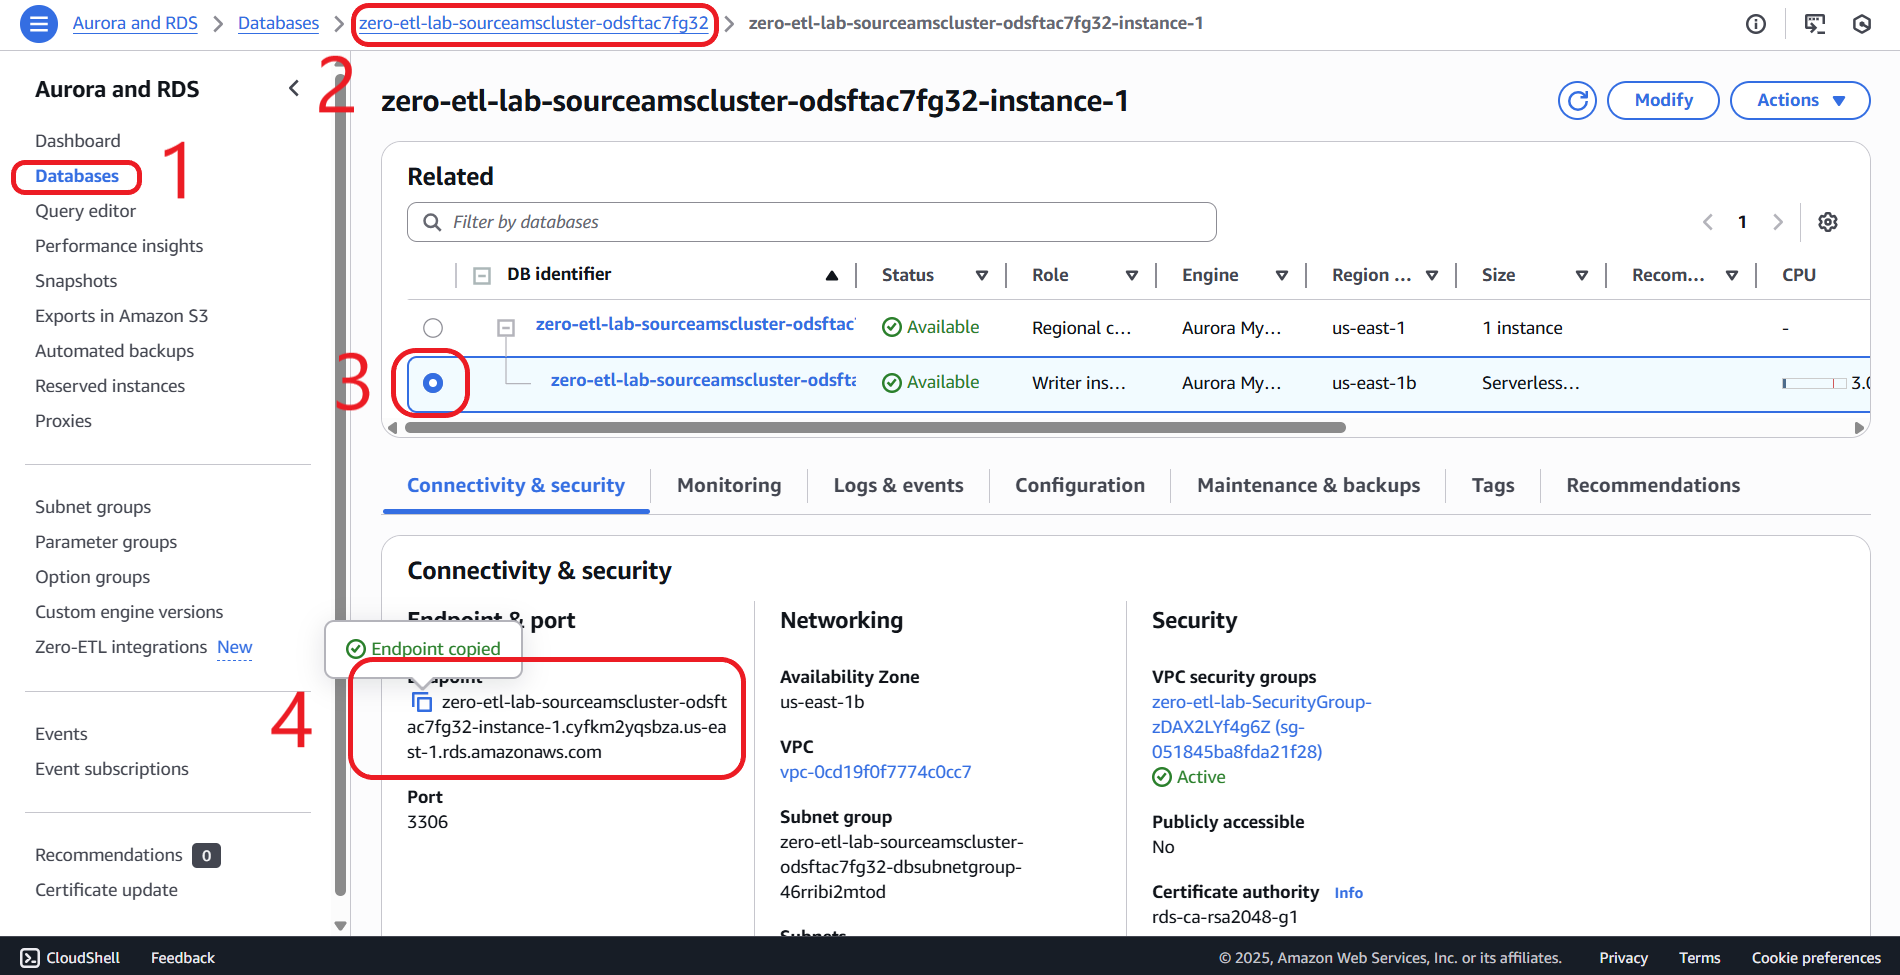 Aurora and RDS > Databases > zero-etl-lab-sourceamscluster-odsftac7fg32 > zero-etl-lab-sourceamscluster-odsftac7fg32-instance-1
Aurora and RDS
2
Dashboard
Databases
1
Query editor
Performance insights
Snapshots
Exports in Amazon S3
Automated backups
Reserved instances
Proxies
Subnet groups
Parameter groups
Option groups
Custom engine versions
Zero-ETL integrations New
Events
Event subscriptions
Recommendations 0
Certificate update
zero-etl-lab-sourceamscluster-odsftac7fg32-instance-1
Modify
Actions
Related
Filter by databases
1
DB identifier Status Role Engine Region ... Size Recom... CPU
zero-etl-lab-sourceamscluster-odsftac Available Regional c... Aurora My... us-east-1 1 instance -
3
zero-etl-lab-sourceamscluster-odsfta Available Writer ins... Aurora My... us-east-1b Serverless... 3.0
Connectivity & security Monitoring Logs & events Configuration Maintenance & backups Tags Recommendations
Connectivity & security
Endpoint & port
Endpoint copied
Endpoint
4
zero-etl-lab-sourceamscluster-odsft
ac7fg32-instance-1.cyfkm2yqsbza.us-ea
st-1.rds.amazonaws.com
Port
3306
Networking
Availability Zone
us-east-1b
VPC
vpc-0cd19f0f7774c0cc7
Subnet group
zero-etl-lab-sourceamscluster-
odsftac7fg32-dbsubnetgroup-
46rribi2mtod
Subnets
Security
VPC security groups
zero-etl-lab-SecurityGroup-
zDAX2LYf4g6Z (sg-
051845ba8fda21f28)
Active
Publicly accessible
No
Certificate authority Info
rds-ca-rsa2048-g1
CloudShell Feedback © 2025, Amazon Web Services, Inc. or its affiliates. Privacy Terms Cookie preferences